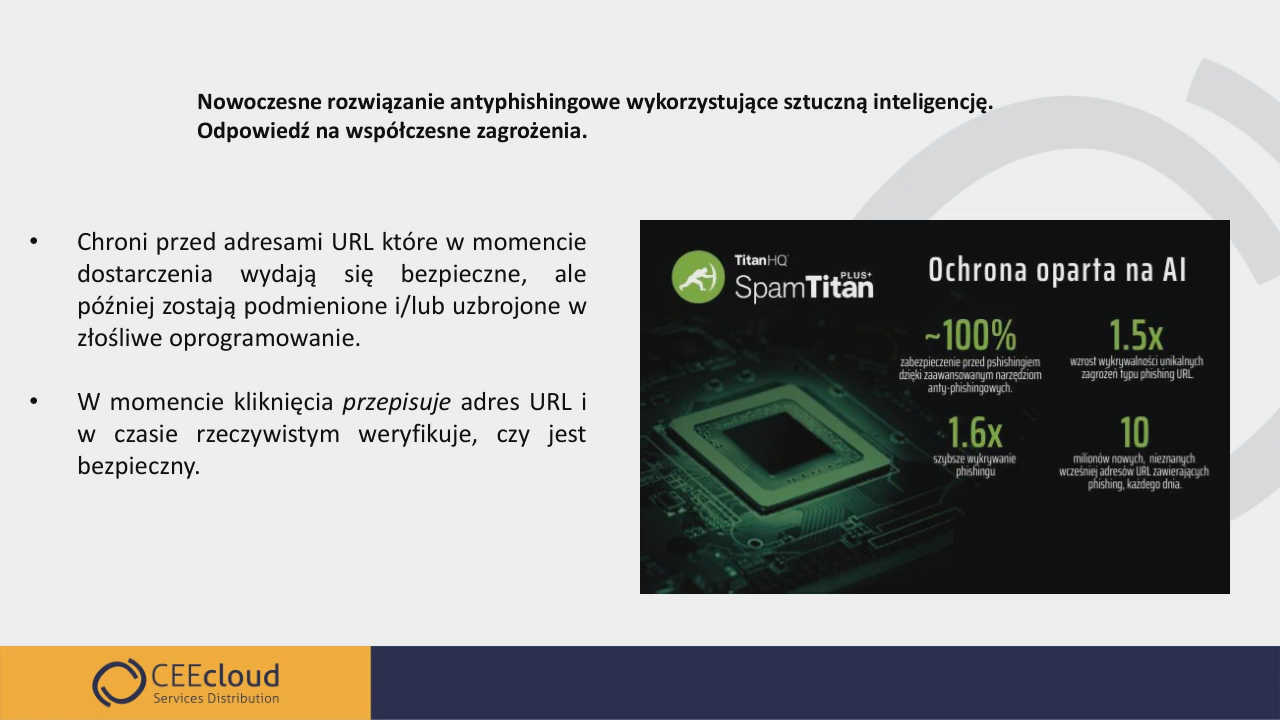 Nowoczesne rozwiązanie antyphishingowe wykorzystujące sztuczną inteligencję.
Odpowiedź na współczesne zagrożenia.
• Chroni przed adresami URL które w momencie
dostarczenia wydają się bezpieczne, ale
później zostają podmienione i/lub uzbrojone w
złośliwe oprogramowanie.
• W momencie kliknięcia przepisuje adres URL i
w czasie rzeczywistym weryfikuje, czy jest
bezpieczny.
TitanHQ
SpamTitan PLUS+
Ochrona oparta na AI
~100%
zabezpieczenie przed pshishingiem
dzięki zaawansowanym narzędziom
anty-phishingowych.
1.5x
wzrost wykrywalności unikalnych
zagrożeń typu phishing URL.
1.6x
szybsze wykrywanie
phishingu
10
milionów nowych, nieznanych
wcześniej adresów URL zawierających
phishing, każdego dnia.
CEEcloud
Services Distribution